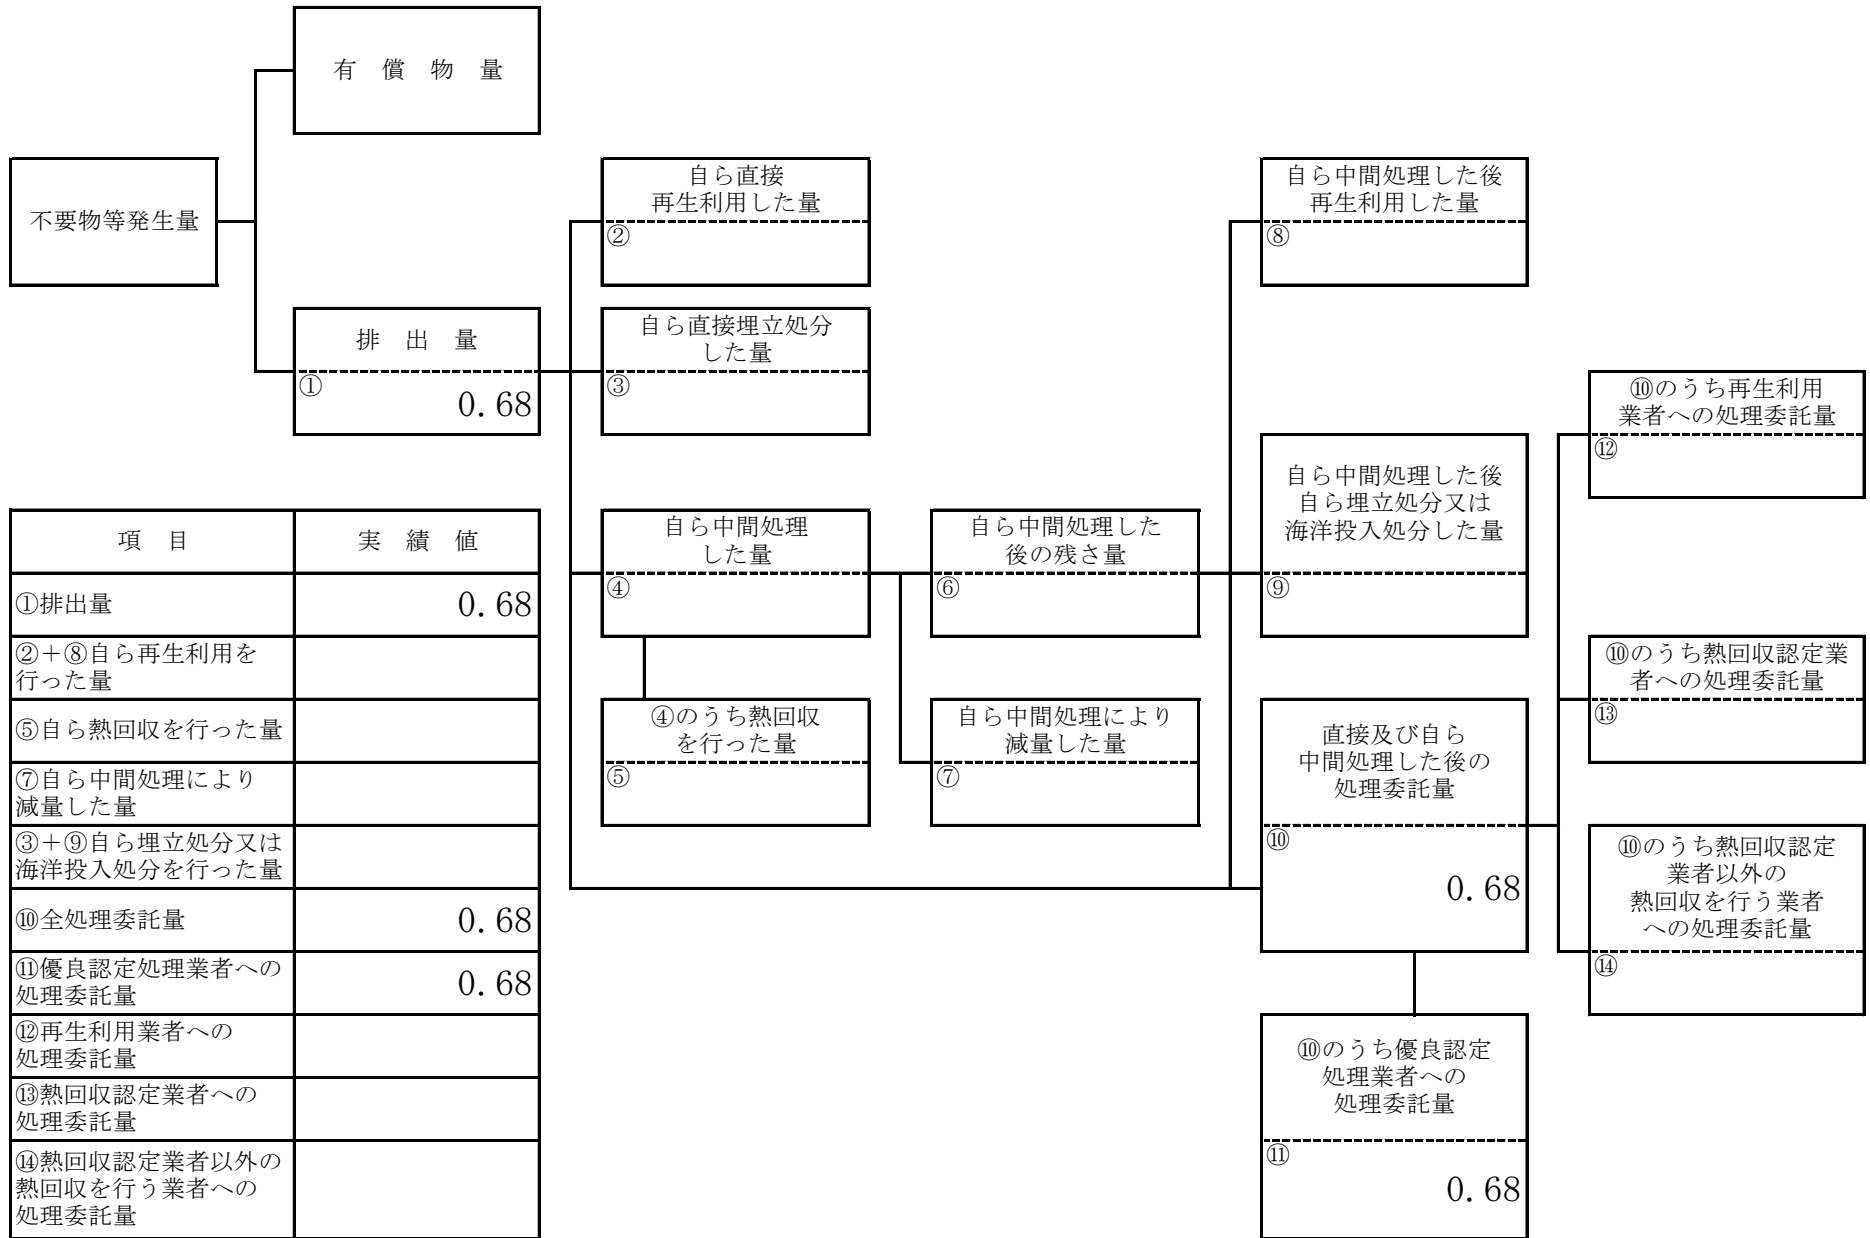 有　償　物　量
不要物等発生量
排　出　量
①
0.68
自ら直接
再生利用した量
②
自ら直接埋立処分
した量
③
自ら中間処理
した量
④
④のうち熱回収
を行った量
⑤
自ら中間処理した
後の残さ量
⑥
自ら中間処理により
減量した量
⑦
自ら中間処理した後
再生利用した量
⑧
自ら中間処理した後
自ら埋立処分又は
海洋投入処分した量
⑨
直接及び自ら
中間処理した後の
処理委託量
⑩
0.68
⑩のうち優良認定
処理業者への
処理委託量
⑪
0.68
⑩のうち再生利用
業者への処理委託量
⑫
⑩のうち熱回収認定業
者への処理委託量
⑬
⑩のうち熱回収認定
業者以外の
熱回収を行う業者
への処理委託量
⑭
項　目　実　績　値
①排出量　0.68
②＋⑧自ら再生利用を
行った量
⑤自ら熱回収を行った量
⑦自ら中間処理により
減量した量
③＋⑨自ら埋立処分又は
海洋投入処分を行った量
⑩全処理委託量　0.68
⑪優良認定処理業者への
処理委託量　0.68
⑫再生利用業者への
処理委託量
⑬熱回収認定業者への
処理委託量
⑭熱回収認定業者以外の
熱回収を行う業者への
処理委託量